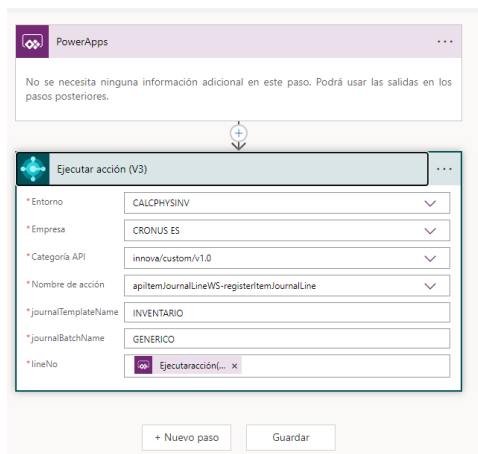 PowerApps
No se necesita ninguna información adicional en este paso. Podrá usar las salidas en los
pasos posteriores.
Ejecutar acción (V3)
* Entorno CALCPHYSINV
* Empresa CRONUS ES
* Categoría API innova/custom/v1.0
* Nombre de acción apiItemJournalLineWS-registerItemJournalLine
* journalTemplateName INVENTARIO
* journalBatchName GENERICO
* lineNo Ejecutaracción(... ×
+ Nuevo paso Guardar